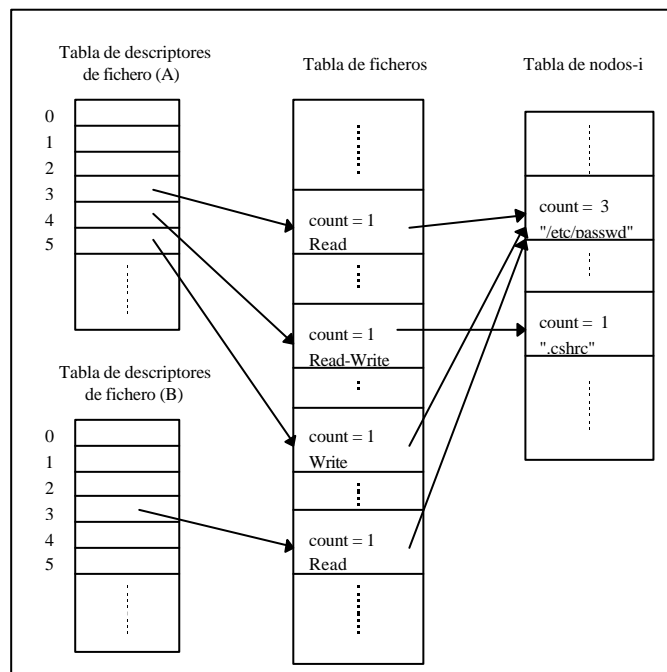 Tabla de descriptores
de fichero (A)
0
1
2
3
4
5
Tabla de descriptores
de fichero (B)
0
1
2
3
4
5
Tabla de ficheros
count = 1
Read
count = 1
Read-Write
count = 1
Write
count = 1
Read
Tabla de nodos-i
count = 3
"/etc/passwd"
count = 1
".cshrc"